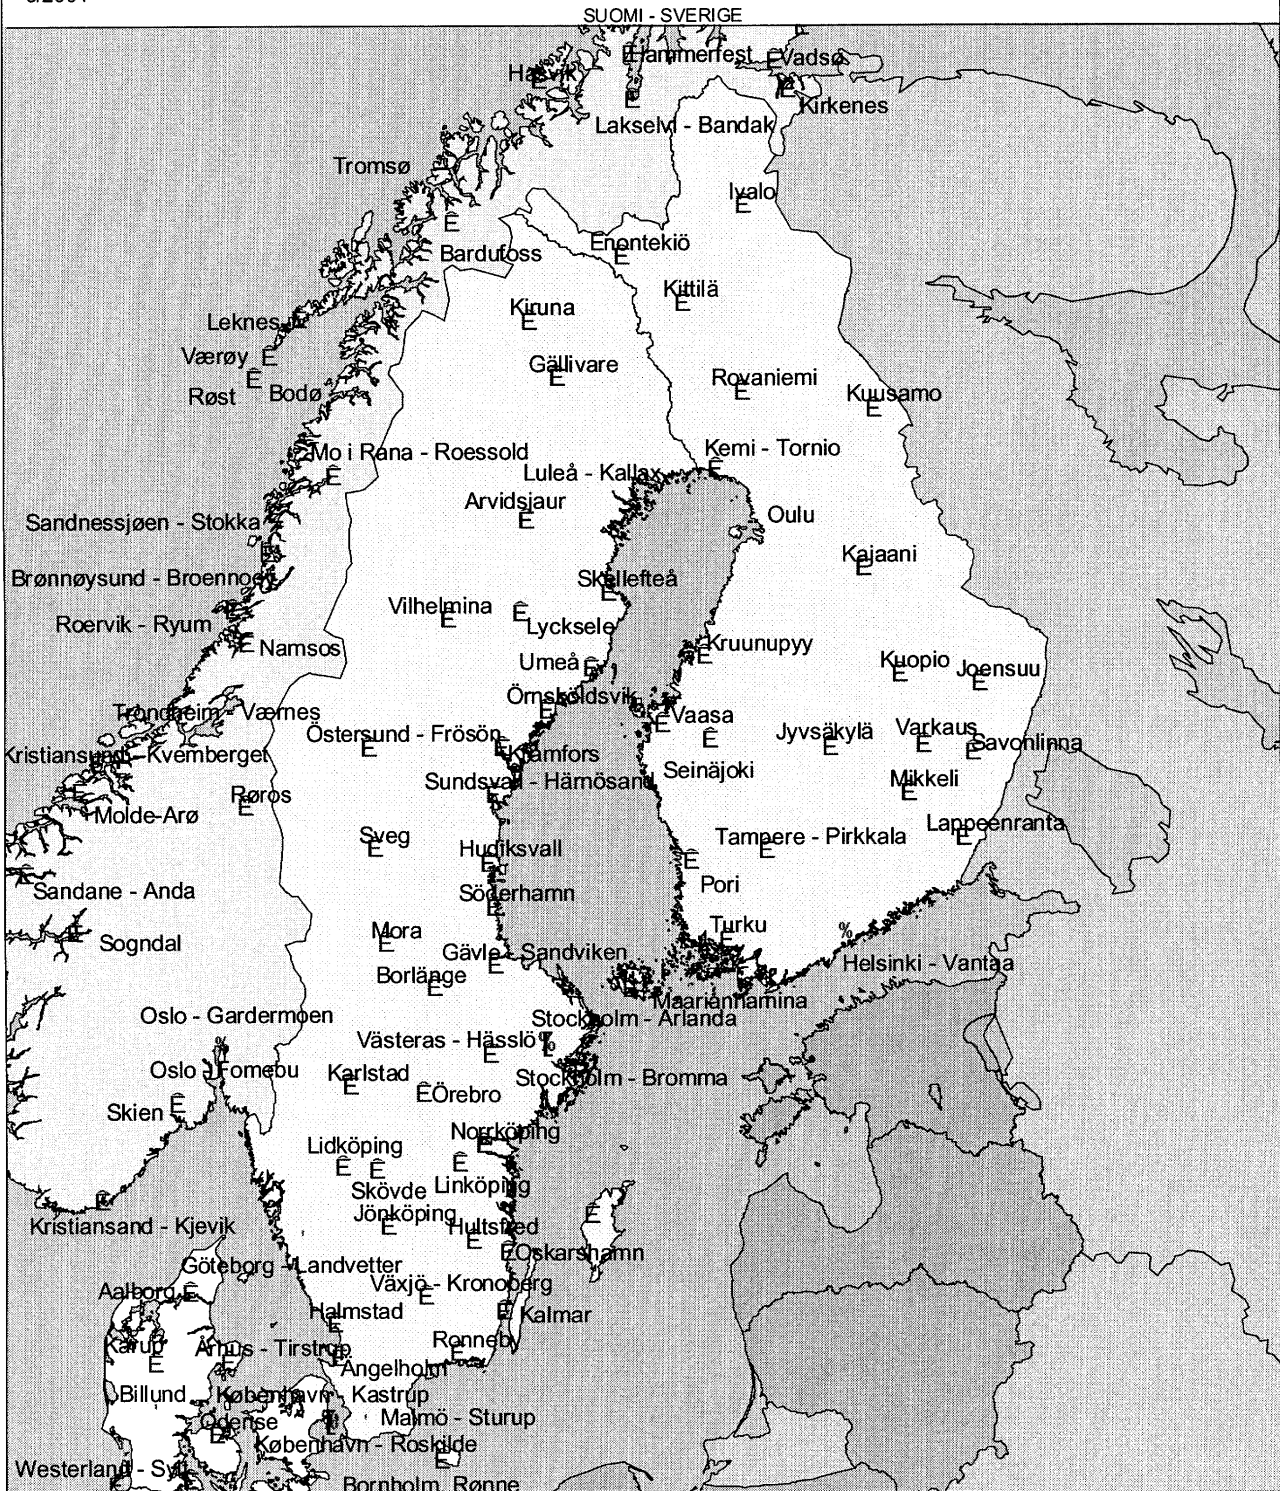 SUOMI - SVERIGE
Hammerfest
Vadsø
Hasvik
Kirkenes
Lakselvl - Bandak
Tromsø
Ivalo
Enontekiö
Bardufoss
Kittilä
Kiruna
Leknes
Værøy
Gällivare
Rovaniemi
Røst
Bodø
Kuusamo
Mo i Rana - Roessold
Kemi - Tornio
Luleå - Kallax
Arvidsjaur
Oulu
Sandnessjøen - Stokka
Kajaani
Brønnøysund - Broennoey
Skellefteå
Vilhelmina
Lycksele
Roervik - Ryum
Namsos
Kruunupyy
Umeå
Kuopio
Joensuu
Örnsköldsvik
Trondheim - Værnes
Vaasa
Östersund - Frösön
Jyvsäkylä
Varkaus
Savonlinna
Kristiansund - Kvemberget
Kramfors
Seinäjoki
Sundsvall - Härnösand
Mikkeli
Røros
Molde-Arø
Lappeenranta
Sveg
Tampere - Pirkkala
Hudiksvall
Sandane - Anda
Pori
Söderhamn
Mora
Turku
%
Sogndal
Gävle - Sandviken
Helsinki - Vantaa
Borlänge
Maarianhamina
Oslo - Gardermoen
Stockholm - Arlanda
%
Västeras - Hässlö %
Oslo - Fornebu
Karlstad
Stockholm - Bromma
Örebro
Skien
Norrköping
Lidköping
Linköping
Skövde
Jönköping
Kristiansand - Kjevik
Hultsfred
Oskarshamn
Göteborg - Landvetter
Växjö - Kronoberg
Aalborg
Halmstad
Kalmar
Karup
Århus - Tirstrup
Ronneby
Ängelholm
Billund
København - Kastrup
Odense
Malmö - Sturup
København - Roskilde
Westerland - Sylt
Bornholm Rønne